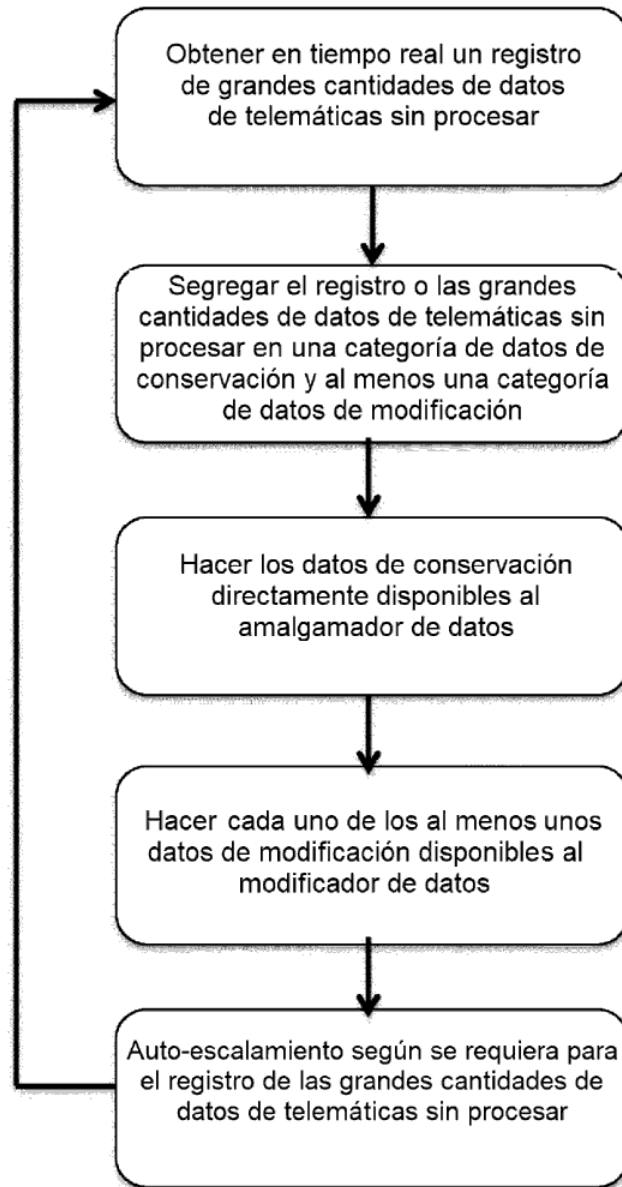 Obtener en tiempo real un registro
de grandes cantidades de datos
de telemáticas sin procesar
Segregar el registro o las grandes
cantidades de datos de telemáticas sin
procesar en una categoría de datos de
conservación y al menos una categoría
de datos de modificación
Hacer los datos de conservación
directamente disponibles al
amalgamador de datos
Hacer cada uno de los al menos unos
datos de modificación disponibles al
modificador de datos
Auto-escalamiento según se requiera para
el registro de las grandes cantidades de
datos de telemáticas sin procesar